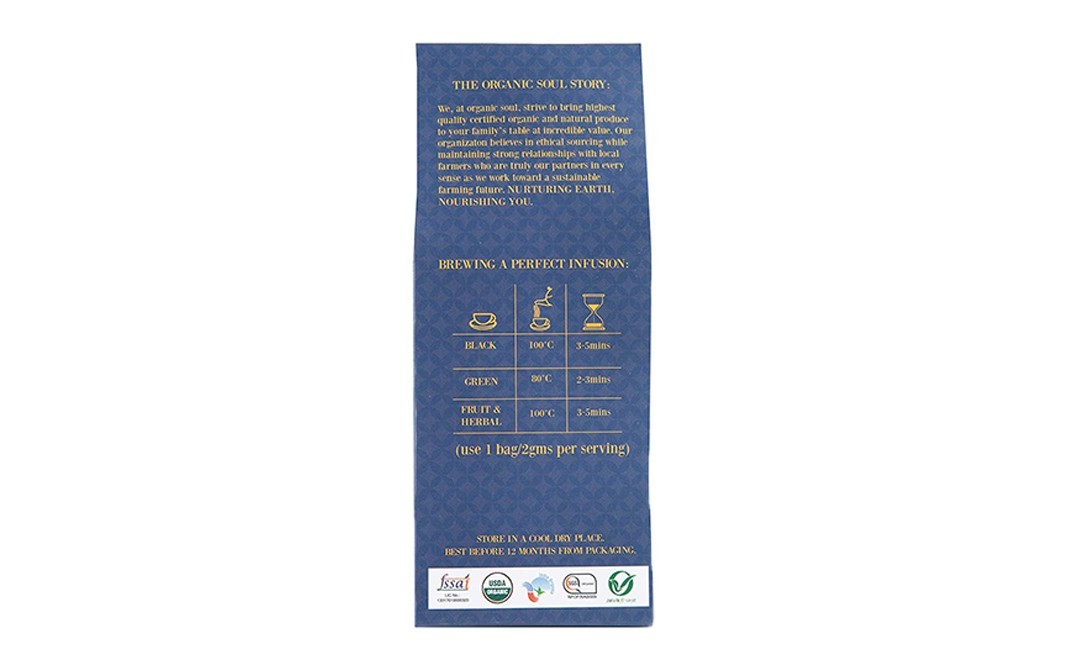 THE ORGANIC SOUL STORY:
We, at organic soul, strive to bring highest
quality certified organic and natural produce
to your family's table at incredible value. Our
organizaton believes in ethical sourcing while
maintaining strong relationships with local
farmers who are truly our partners in every
sense as we work toward a sustainable
farming future. NURTURING EARTH,
NOURISHING YOU.
BREWING A PERFECT INFUSION:
BLACK 100°C 3-5mins
GREEN 80°C 2-3mins
FRUIT & HERBAL 100°C 3-5mins
(use 1 bag/2gms per serving)
STORE IN A COOL DRY PLACE.
BEST BEFORE 12 MONTHS FROM PACKAGING.
fssai
USDA
ORGANIC
SGS